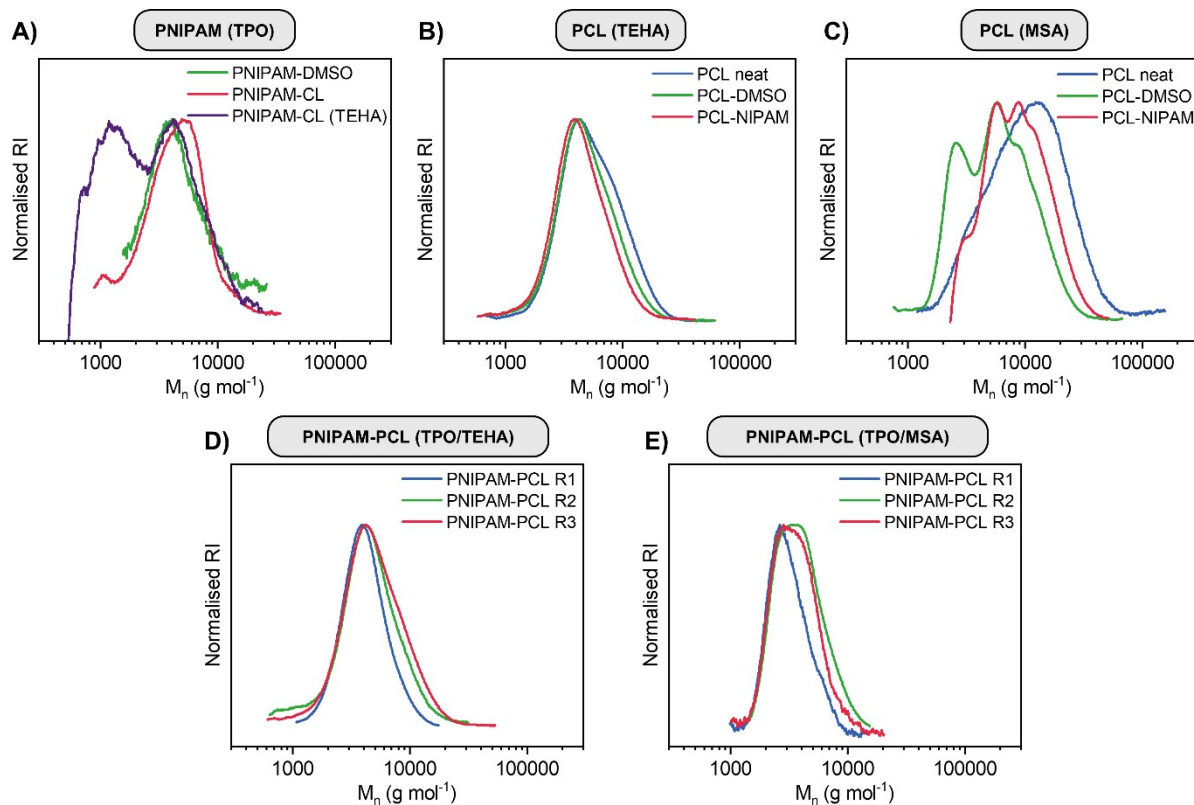 A)
PNIPAM (TPO)
PNIPAM-DMSO
PNIPAM-CL
PNIPAM-CL (TEHA)
Normalised RI
1000 10000 100000
Mn (g mol-1)
B)
PCL (TEHA)
PCL neat
PCL-DMSO
PCL-NIPAM
Normalised RI
1000 10000 100000
Mn (g mol-1)
C)
PCL (MSA)
PCL neat
PCL-DMSO
PCL-NIPAM
Normalised RI
1000 10000 100000
Mn (g mol-1)
D)
PNIPAM-PCL (TPO/TEHA)
PNIPAM-PCL R1
PNIPAM-PCL R2
PNIPAM-PCL R3
Normalised RI
1000 10000 100000
Mn (g mol-1)
E)
PNIPAM-PCL (TPO/MSA)
PNIPAM-PCL R1
PNIPAM-PCL R2
PNIPAM-PCL R3
Normalised RI
1000 10000 100000
Mn (g mol-1)